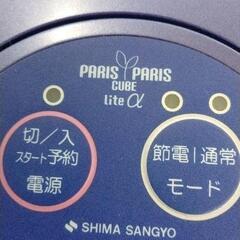 PARIS PARIS
CUBE
lite α
切/入
スタート予約
電源
節電|通常
モード
SHIMA SANGYO